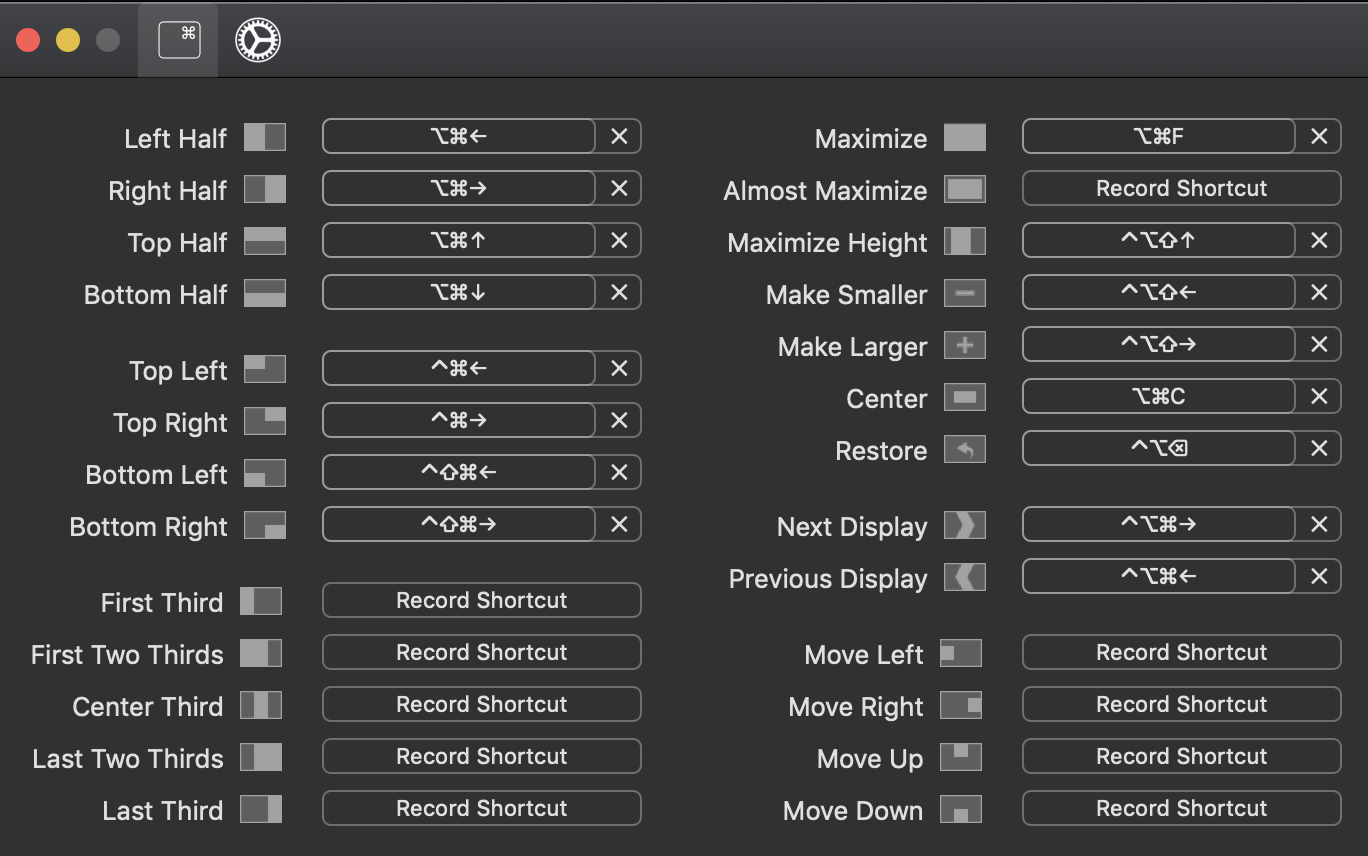 ⌘
Left Half ⌥⌘← ✕
Right Half ⌥⌘→ ✕
Top Half ⌥⌘↑ ✕
Bottom Half ⌥⌘↓ ✕
Top Left ^⌘← ✕
Top Right ^⌘→ ✕
Bottom Left ^⇧⌘← ✕
Bottom Right ^⇧⌘→ ✕
First Third Record Shortcut
First Two Thirds Record Shortcut
Center Third Record Shortcut
Last Two Thirds Record Shortcut
Last Third Record Shortcut
Maximize ⌥⌘F ✕
Almost Maximize Record Shortcut
Maximize Height ^⌥⇧↑ ✕
Make Smaller ^⌥⇧← ✕
Make Larger ^⌥⇧→ ✕
Center ⌥⌘C ✕
Restore ^⌥⌫ ✕
Next Display ^⌥⌘→ ✕
Previous Display ^⌥⌘← ✕
Move Left Record Shortcut
Move Right Record Shortcut
Move Up Record Shortcut
Move Down Record Shortcut